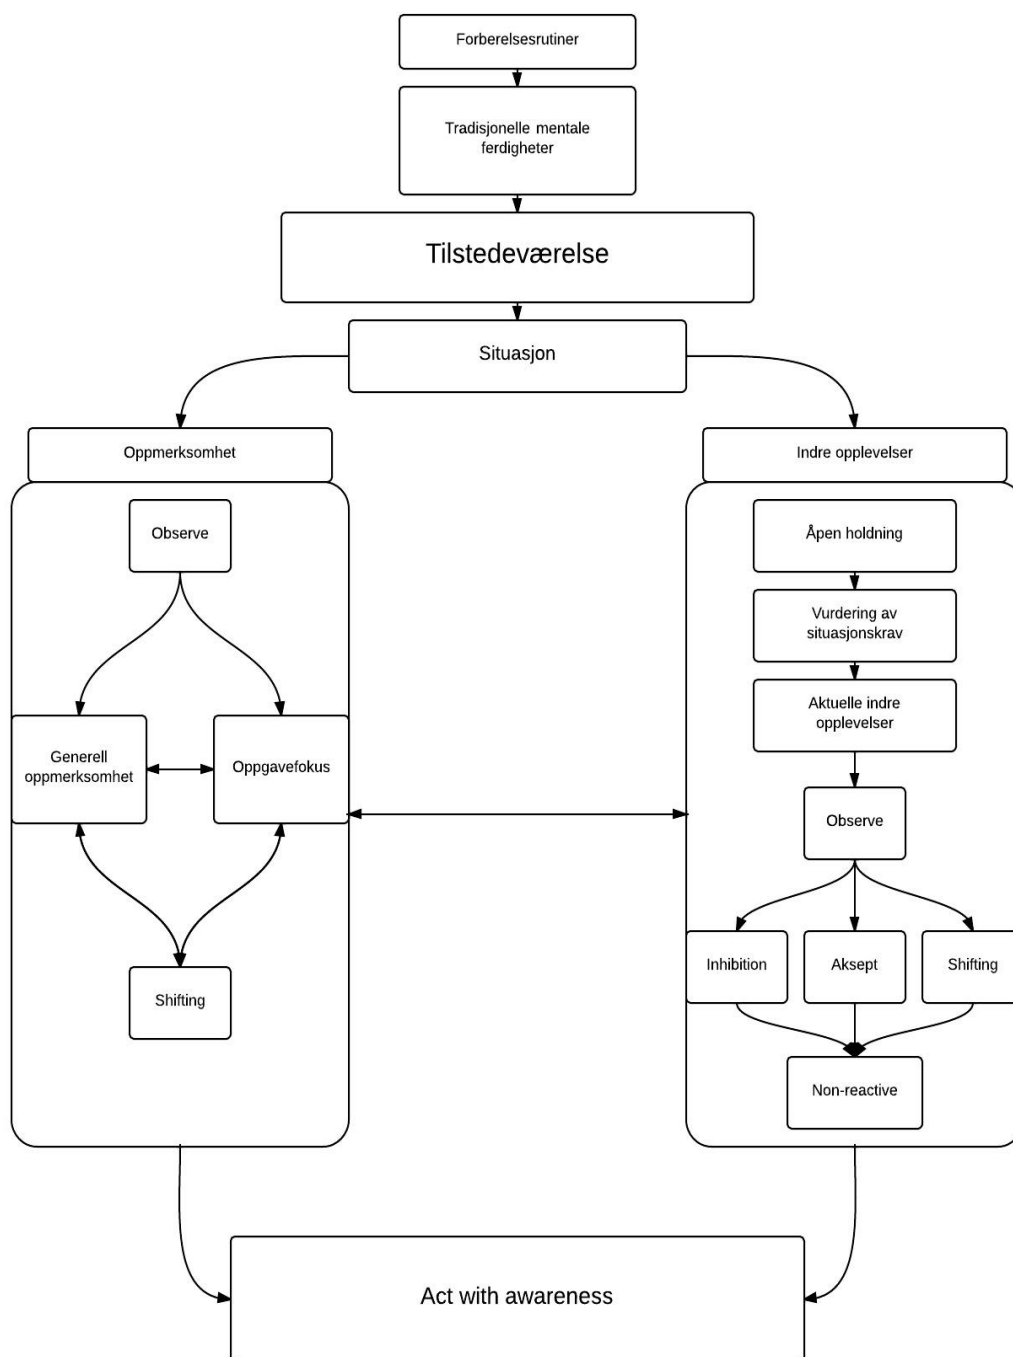 Forberelsesrutiner
Tradisjonelle mentale
ferdigheter
Tilstedeværelse
Situasjon
Oppmerksomhet
Observe
Generell
oppmerksomhet
Oppgavefokus
Shifting
Indre opplevelser
Åpen holdning
Vurdering av
situasjonskrav
Aktuelle indre
opplevelser
Observe
Inhibition
Aksept
Shifting
Non-reactive
Act with awareness